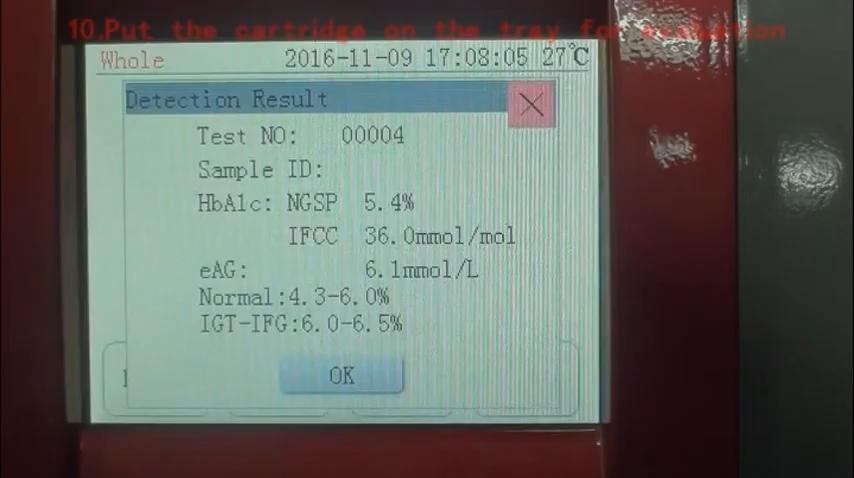 10.Put the cartridge on the tray for evaluation
Whole 2016-11-09 17:08:05 27℃
Detection Result
Test NO: 00004
Sample ID:
HbA1c: NGSP 5.4%
IFCC 36.0mmol/mol
eAG: 6.1mmol/L
Normal:4.3-6.0%
IGT-IFG:6.0-6.5%
OK